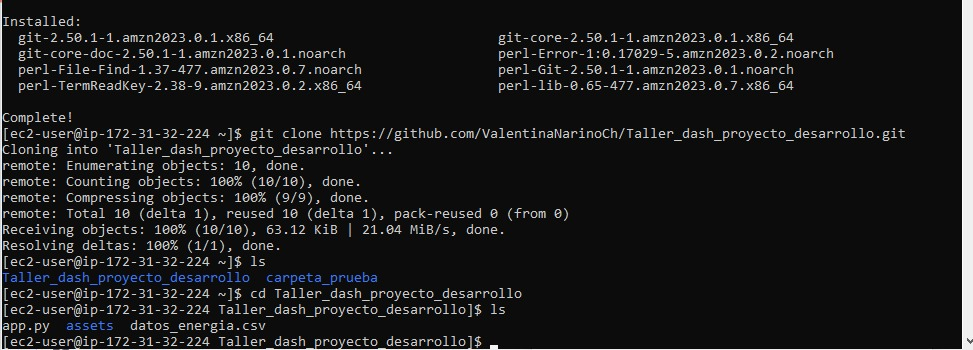 Installed:
  git-2.50.1-1.amzn2023.0.1.x86_64                            git-core-2.50.1-1.amzn2023.0.1.x86_64
  git-core-doc-2.50.1-1.amzn2023.0.1.noarch                   perl-Error-1:0.17029-5.amzn2023.0.2.noarch
  perl-File-Find-1.37-477.amzn2023.0.7.noarch                 perl-Git-2.50.1-1.amzn2023.0.1.noarch
  perl-TermReadKey-2.38-9.amzn2023.0.2.x86_64                 perl-lib-0.65-477.amzn2023.0.7.x86_64
Complete!
[ec2-user@ip-172-31-32-224 ~]$ git clone https://github.com/ValentinaNarinoCh/Taller_dash_proyecto_desarrollo.git
Cloning into 'Taller_dash_proyecto_desarrollo'...
remote: Enumerating objects: 10, done.
remote: Counting objects: 100% (10/10), done.
remote: Compressing objects: 100% (9/9), done.
remote: Total 10 (delta 1), reused 10 (delta 1), pack-reused 0 (from 0)
Receiving objects: 100% (10/10), 63.12 KiB | 21.04 MiB/s, done.
Resolving deltas: 100% (1/1), done.
[ec2-user@ip-172-31-32-224 ~]$ ls
Taller_dash_proyecto_desarrollo  carpeta_prueba
[ec2-user@ip-172-31-32-224 ~]$ cd Taller_dash_proyecto_desarrollo
[ec2-user@ip-172-31-32-224 Taller_dash_proyecto_desarrollo]$ ls
app.py  assets  datos_energia.csv
[ec2-user@ip-172-31-32-224 Taller_dash_proyecto_desarrollo]$